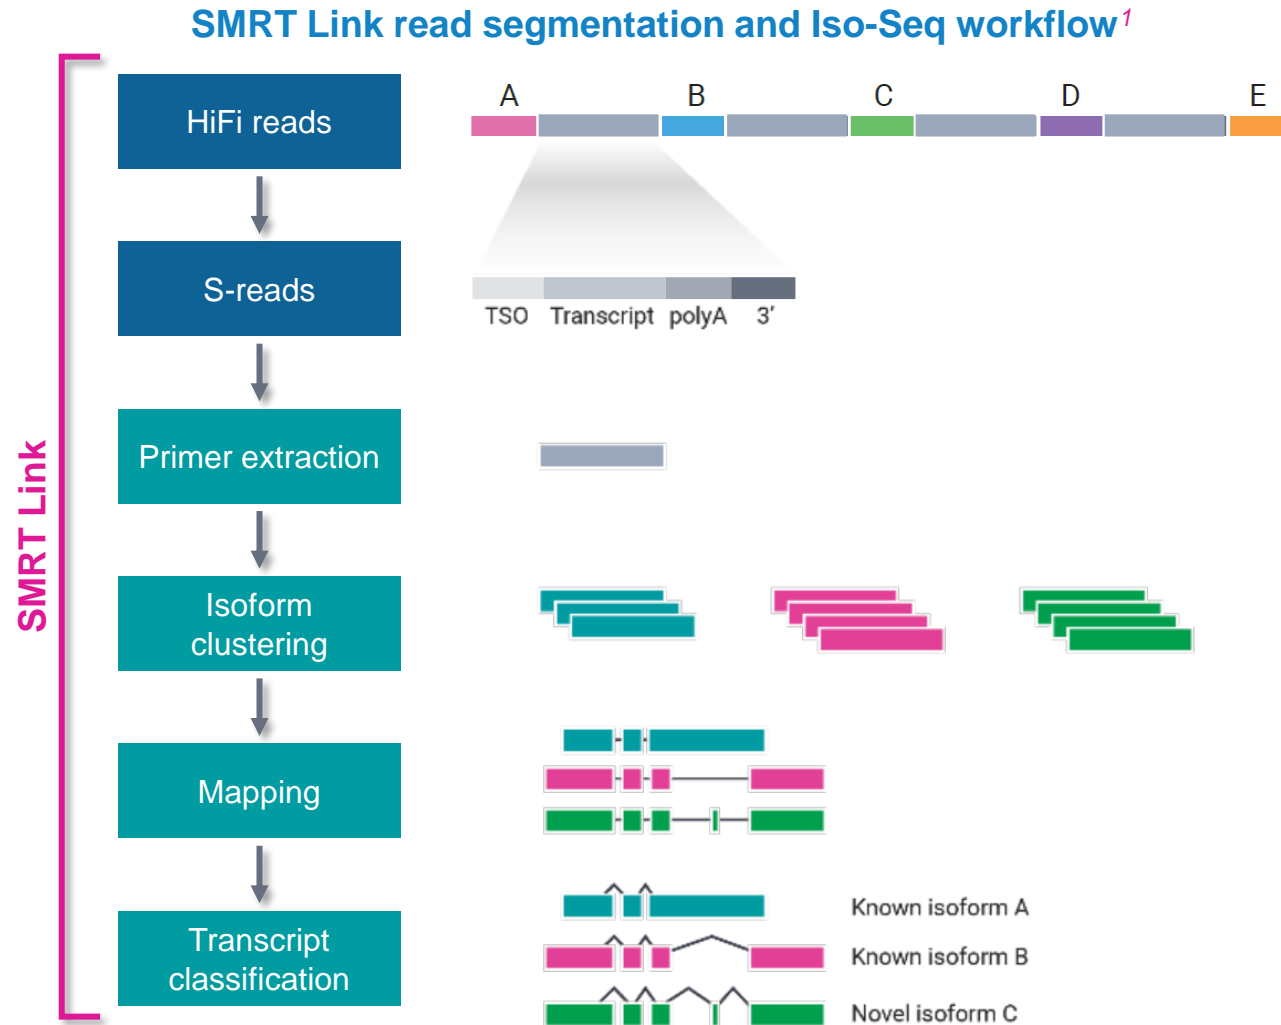 SMRT Link read segmentation and Iso-Seq workflow1
SMRT Link
HiFi reads
A B C D E
S-reads
TSO Transcript polyA 3'
Primer extraction
Isoform
clustering
Mapping
Transcript
classification
Known isoform A
Known isoform B
Novel isoform C